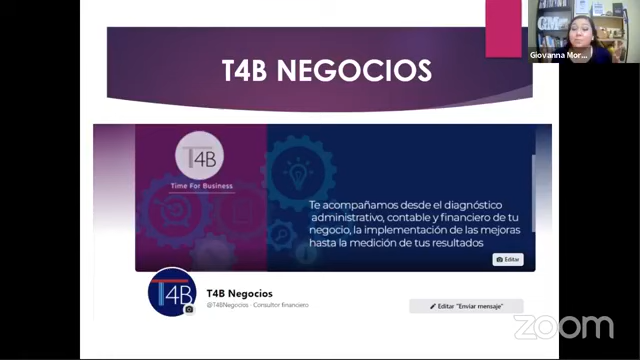 T4B NEGOCIOS
Giovanna Mor...
T4B
Time For Business
Te acompañamos desde el diagnóstico
administrativo, contable y financiero de tu
negocio, la implementación de las mejoras
hasta la medición de tus resultados
Editar
T4B
T4B Negocios
@T4BNegocios · Consultor financiero
Editar "Enviar mensaje"
zoom